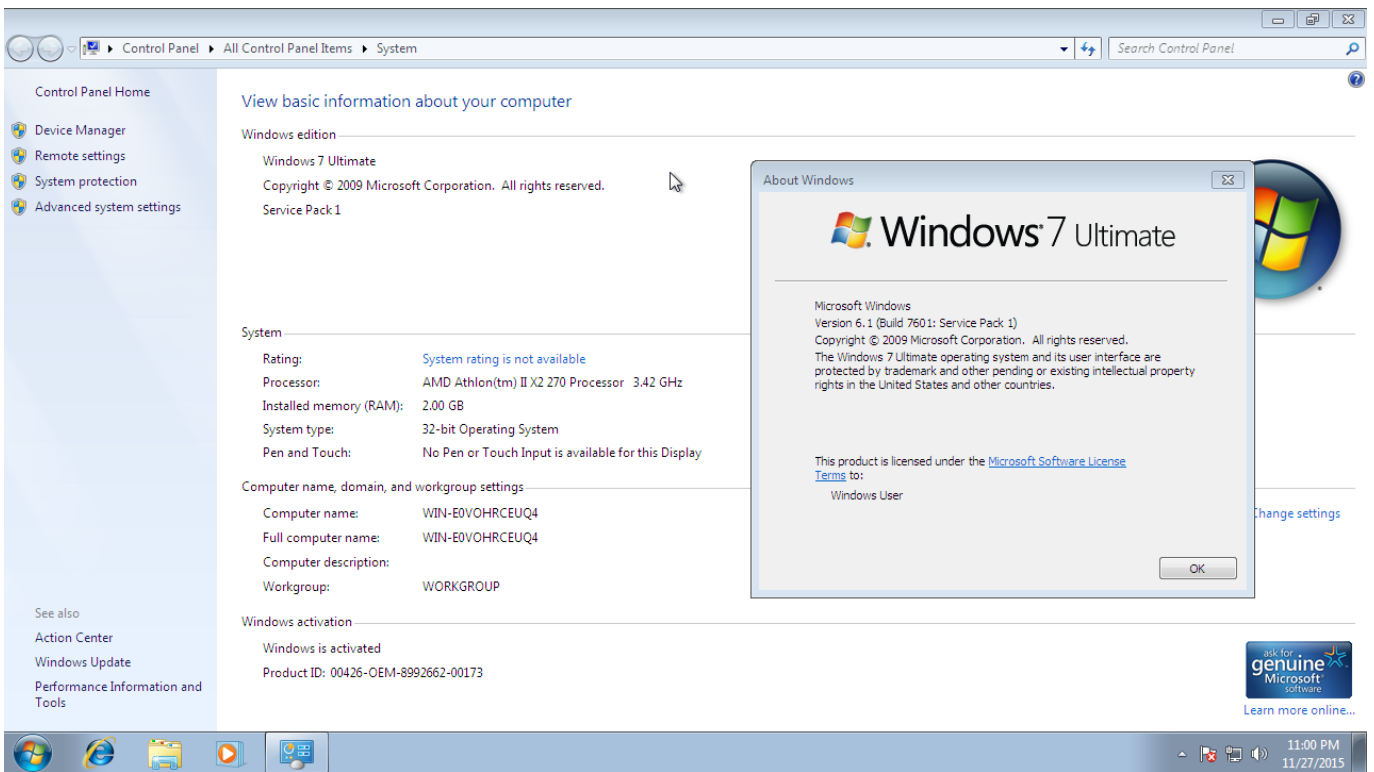 Control Panel ▸ All Control Panel Items ▸ System
Search Control Panel
Control Panel Home
Device Manager
Remote settings
System protection
Advanced system settings
See also
Action Center
Windows Update
Performance Information and
Tools
View basic information about your computer
Windows edition
Windows 7 Ultimate
Copyright © 2009 Microsoft Corporation. All rights reserved.
Service Pack 1
System
Rating: System rating is not available
Processor: AMD Athlon(tm) II X2 270 Processor 3.42 GHz
Installed memory (RAM): 2.00 GB
System type: 32-bit Operating System
Pen and Touch: No Pen or Touch Input is available for this Display
Computer name, domain, and workgroup settings
Computer name: WIN-E0VOHRCEUQ4
Full computer name: WIN-E0VOHRCEUQ4
Computer description:
Workgroup: WORKGROUP
Change settings
Windows activation
Windows is activated
Product ID: 00426-OEM-8992662-00173
ask for
genuine
Microsoft
software
Learn more online...
About Windows
Windows 7 Ultimate
Microsoft Windows
Version 6.1 (Build 7601: Service Pack 1)
Copyright © 2009 Microsoft Corporation. All rights reserved.
The Windows 7 Ultimate operating system and its user interface are
protected by trademark and other pending or existing intellectual property
rights in the United States and other countries.
This product is licensed under the Microsoft Software License
Terms to:
Windows User
OK
11:00 PM
11/27/2015